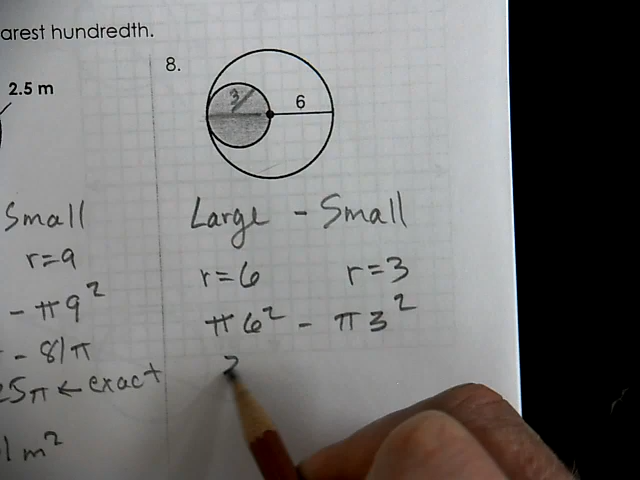 arest hundredth.
8.
2.5 m
3
6
Small
r=9
- π9²
- 81π
25π ← exact
m²
Large - Small
r=6 r=3
π6² - π3²